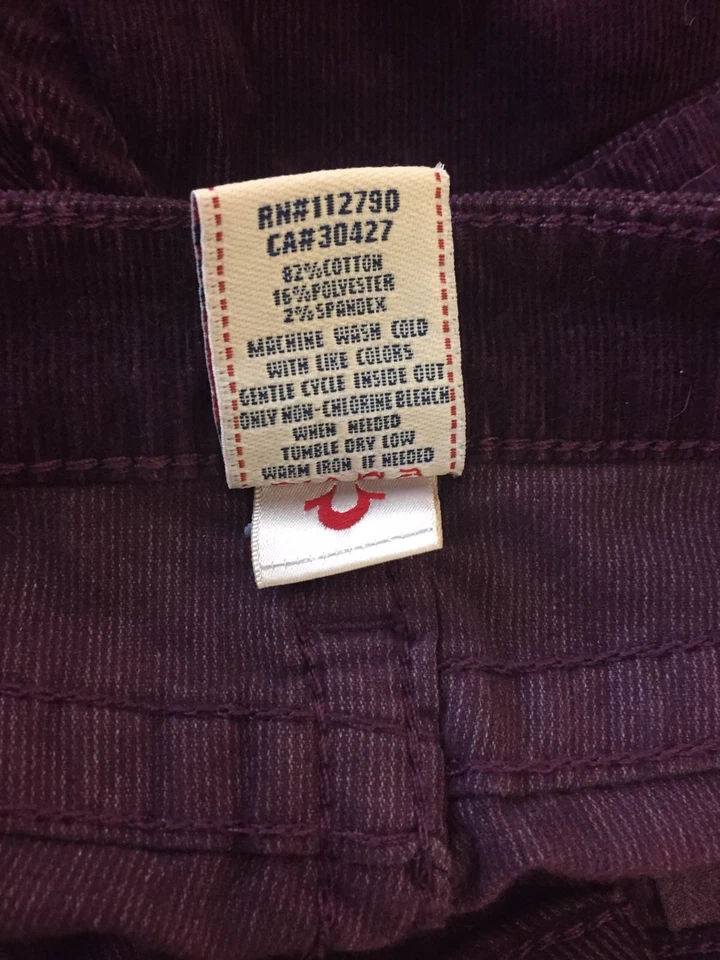 RN#112790
CA#30427
82%COTTON
16%POLYESTER
2%SPANDEX
MACHINE WASH COLD
WITH LIKE COLORS
GENTLE CYCLE INSIDE OUT
ONLY NON-CHLORINE BLEACH
WHEN NEEDED
TUMBLE DRY LOW
WARM IRON IF NEEDED